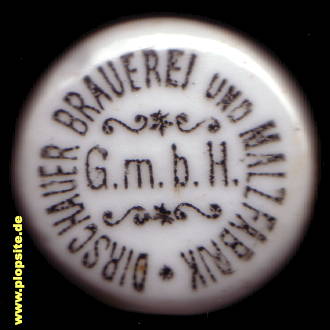 DIRSCHAUER BRAUEREI UND MALZFABRIK
G.m.b.H.
www.plopsite.de